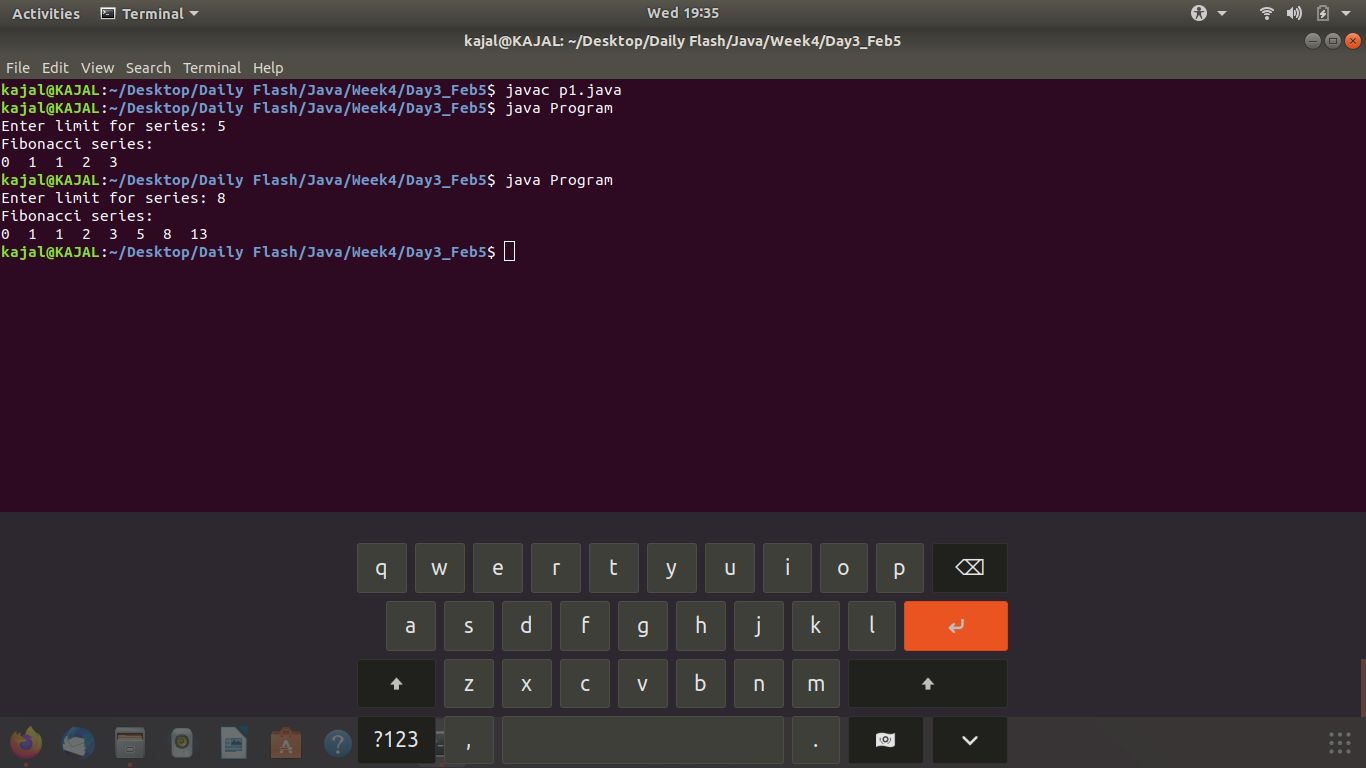 Activities Terminal Wed 19:35
kajal@KAJAL: ~/Desktop/Daily Flash/Java/Week4/Day3_Feb5
File Edit View Search Terminal Help
kajal@KAJAL:~/Desktop/Daily Flash/Java/Week4/Day3_Feb5$ javac p1.java
kajal@KAJAL:~/Desktop/Daily Flash/Java/Week4/Day3_Feb5$ java Program
Enter limit for series: 5
Fibonacci series:
0  1  1  2  3
kajal@KAJAL:~/Desktop/Daily Flash/Java/Week4/Day3_Feb5$ java Program
Enter limit for series: 8
Fibonacci series:
0  1  1  2  3  5  8  13
kajal@KAJAL:~/Desktop/Daily Flash/Java/Week4/Day3_Feb5$
q w e r t y u i o p
a s d f g h j k l
z x c v b n m
?123 , .